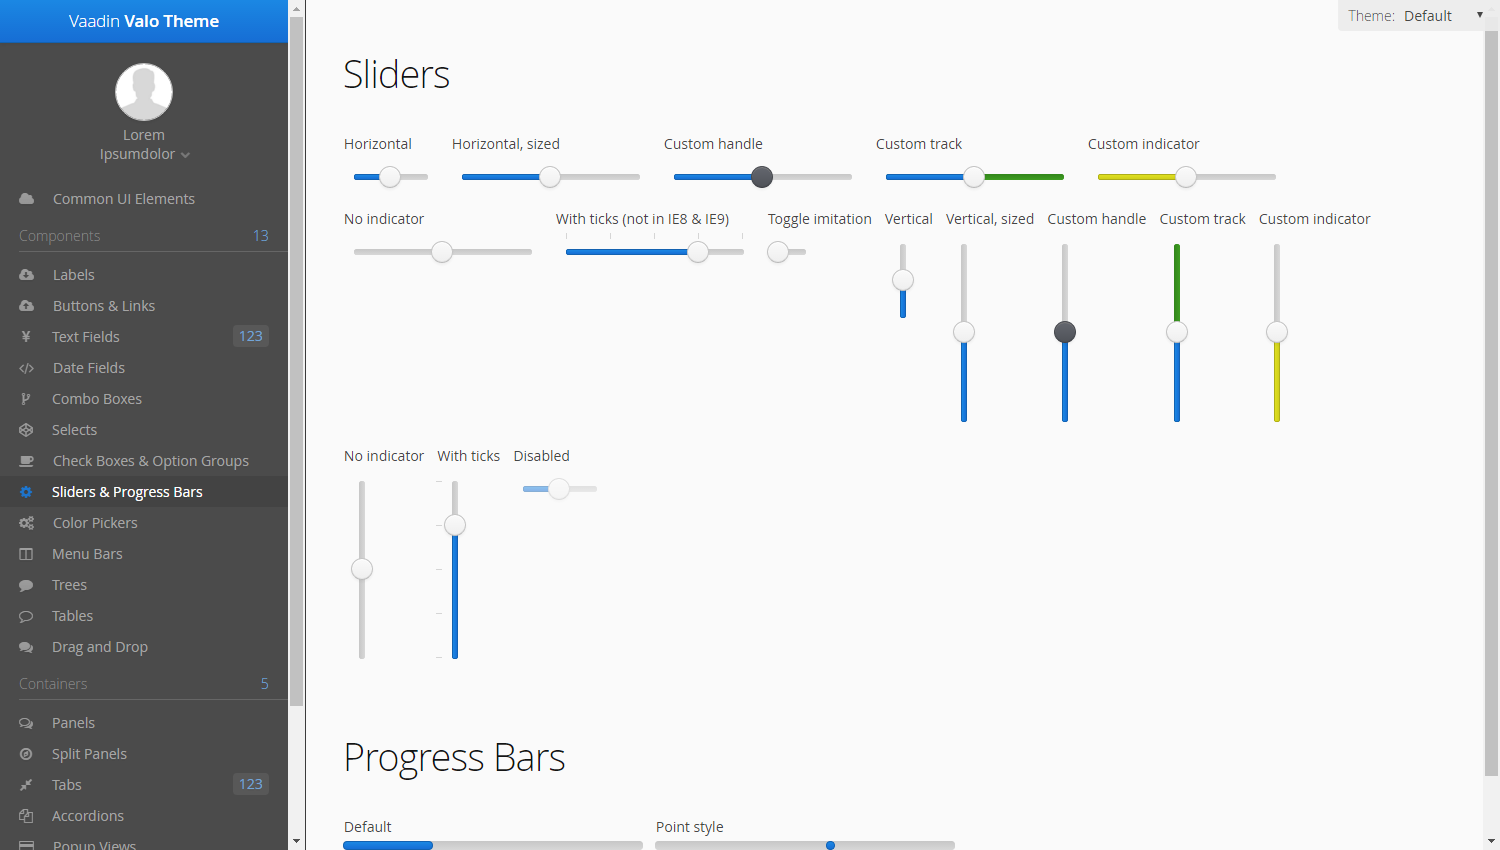 Vaadin Valo Theme
Lorem
Ipsumdolor
Common UI Elements
Components 13
Labels
Buttons & Links
Text Fields 123
Date Fields
Combo Boxes
Selects
Check Boxes & Option Groups
Sliders & Progress Bars
Color Pickers
Menu Bars
Trees
Tables
Drag and Drop
Containers 5
Panels
Split Panels
Tabs 123
Accordions
Popup Views
Theme: Default
Sliders
Horizontal
Horizontal, sized
Custom handle
Custom track
Custom indicator
No indicator
With ticks (not in IE8 & IE9)
Toggle imitation
Vertical
Vertical, sized
Custom handle
Custom track
Custom indicator
No indicator
With ticks
Disabled
Progress Bars
Default
Point style